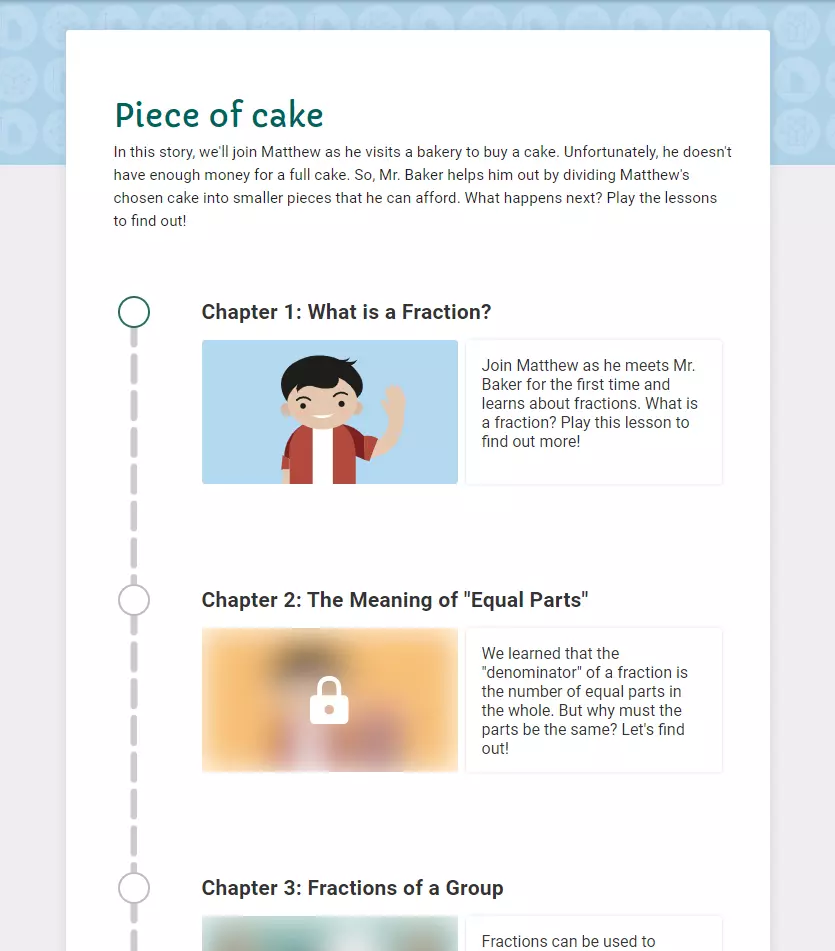 Piece of cake
In this story, we'll join Matthew as he visits a bakery to buy a cake. Unfortunately, he doesn't
have enough money for a full cake. So, Mr. Baker helps him out by dividing Matthew's
chosen cake into smaller pieces that he can afford. What happens next? Play the lessons
to find out!
Chapter 1: What is a Fraction?
Join Matthew as he meets Mr.
Baker for the first time and
learns about fractions. What is
a fraction? Play this lesson to
find out more!
Chapter 2: The Meaning of "Equal Parts"
We learned that the
"denominator" of a fraction is
the number of equal parts in
the whole. But why must the
parts be the same? Let's find
out!
Chapter 3: Fractions of a Group
Fractions can be used to